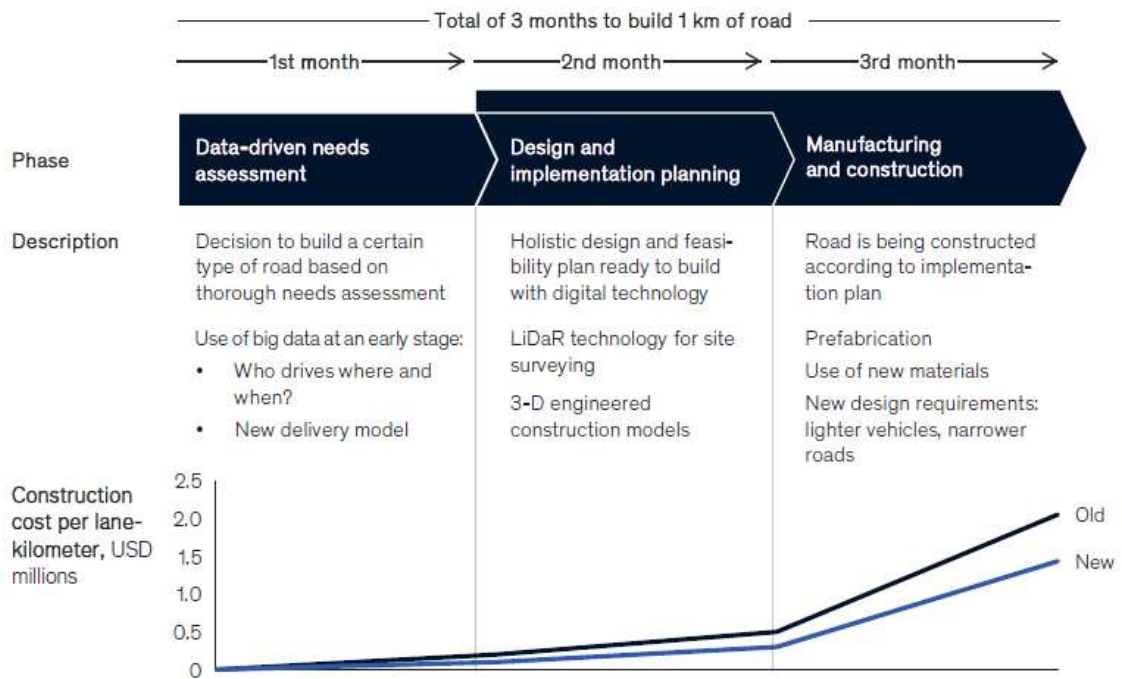 Total of 3 months to build 1 km of road
1st month
2nd month
3rd month
Phase
Data-driven needs
assessment
Design and
implementation planning
Manufacturing
and construction
Description
Decision to build a certain
type of road based on
thorough needs assessment
Use of big data at an early stage:
• Who drives where and
when?
• New delivery model
Holistic design and feasi-
bility plan ready to build
with digital technology
LiDaR technology for site
surveying
3-D engineered
construction models
Road is being constructed
according to implementa-
tion plan
Prefabrication
Use of new materials
New design requirements:
lighter vehicles, narrower
roads
Construction
cost per lane-
kilometer, USD
millions
2.5
2.0
1.5
1.0
0.5
0
Old
New